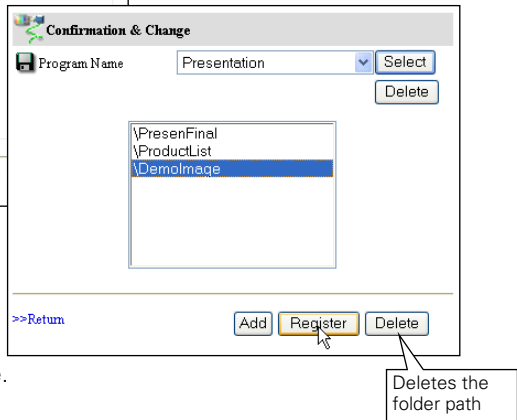 Confirmation & Change
Program Name Presentation Select
Delete
\PresenFinal
\ProductList
\DemoImage
>>Return Add Register Delete
Deletes the
folder path